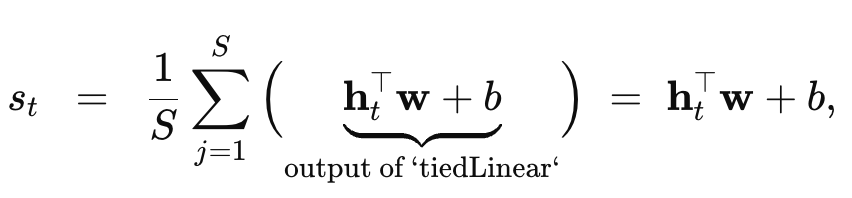 $$s_t \;=\; \frac{1}{S}\sum_{j=1}^{S}\Big(\underbrace{\mathbf{h}_t^\top \mathbf{w} + b}_{\text{output of ‘tiedLinear‘}}\Big) \;=\; \mathbf{h}_t^\top \mathbf{w} + b,$$